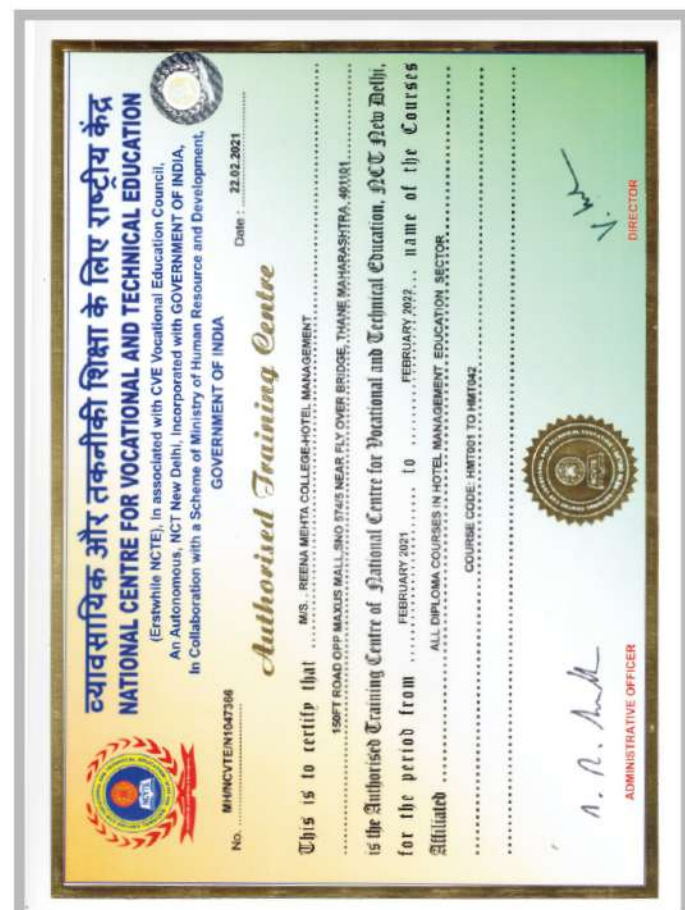 व्यावसायिक और तकनीकी शिक्षा के लिए राष्ट्रीय केंद्र
NATIONAL CENTRE FOR VOCATIONAL AND TECHNICAL EDUCATION
(Erstwhile NCTE), In associated with CVE Vocational Education Council,
An Autonomous, NCT New Delhi, Incorporated with GOVERNMENT OF INDIA,
In Collaboration with a Scheme of Ministry of Human Resource and Development,
GOVERNMENT OF INDIA
No. MH/NCVTE/N1047366 Date : 22.02.2021
Authorised Training Centre
This is to certify that M/S.. REENA MEHTA COLLEGE-HOTEL MANAGEMENT
150FT ROAD OPP MAXUS MALL,SNO 574/5 NEAR FLY OVER BRIDGE, THANE MAHARASHTRA, 401101
is the Authorised Training Centre of National Centre for Vocational and Technical Education, NCT New Delhi,
for the period from FEBRUARY 2021 to FEBRUARY 2022 name of the Courses
Affiliated ALL DIPLOMA COURSES IN HOTEL MANAGEMENT EDUCATION SECTOR
COURSE CODE: HMT001 TO HMT042
ADMINISTRATIVE OFFICER
DIRECTOR